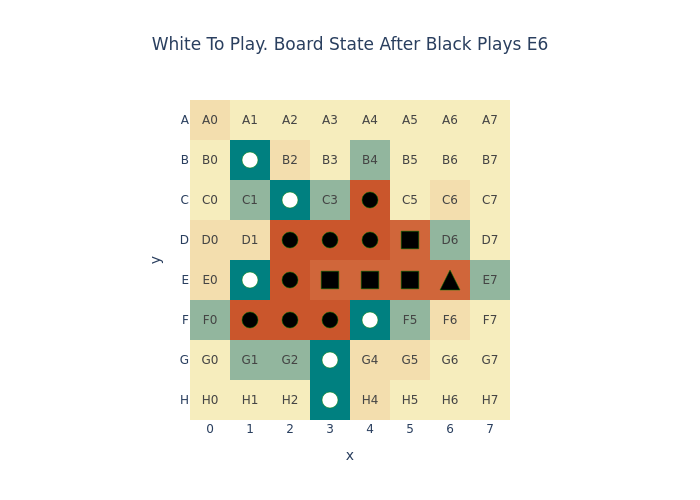 White To Play. Board State After Black Plays E6
A A0 A1 A2 A3 A4 A5 A6 A7
B B0 B2 B3 B4 B5 B6 B7
C C0 C1 C3 C5 C6 C7
D D0 D1 D6 D7
y
E E0 E7
F F0 F5 F6 F7
G G0 G1 G2 G4 G5 G6 G7
H H0 H1 H2 H4 H5 H6 H7
0 1 2 3 4 5 6 7
x